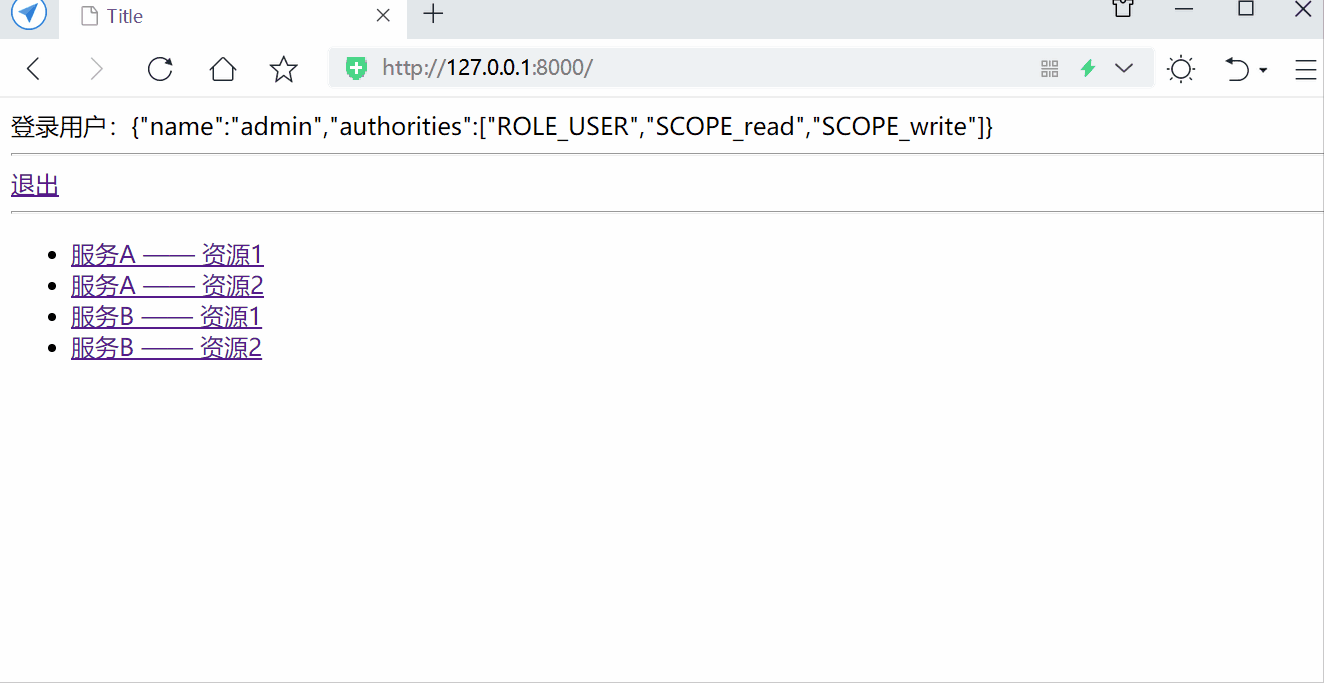 Title
http://127.0.0.1:8000/
登录用户：{"name":"admin","authorities":["ROLE_USER","SCOPE_read","SCOPE_write"]}
退出
服务A —— 资源1
服务A —— 资源2
服务B —— 资源1
服务B —— 资源2